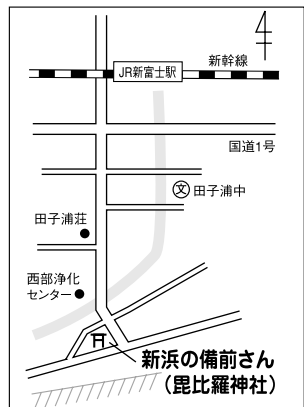 新幹線
JR新富士駅
国道1号
文
田子浦中
田子浦荘
西部浄化
センター
新浜の備前さん
（毘比羅神社）